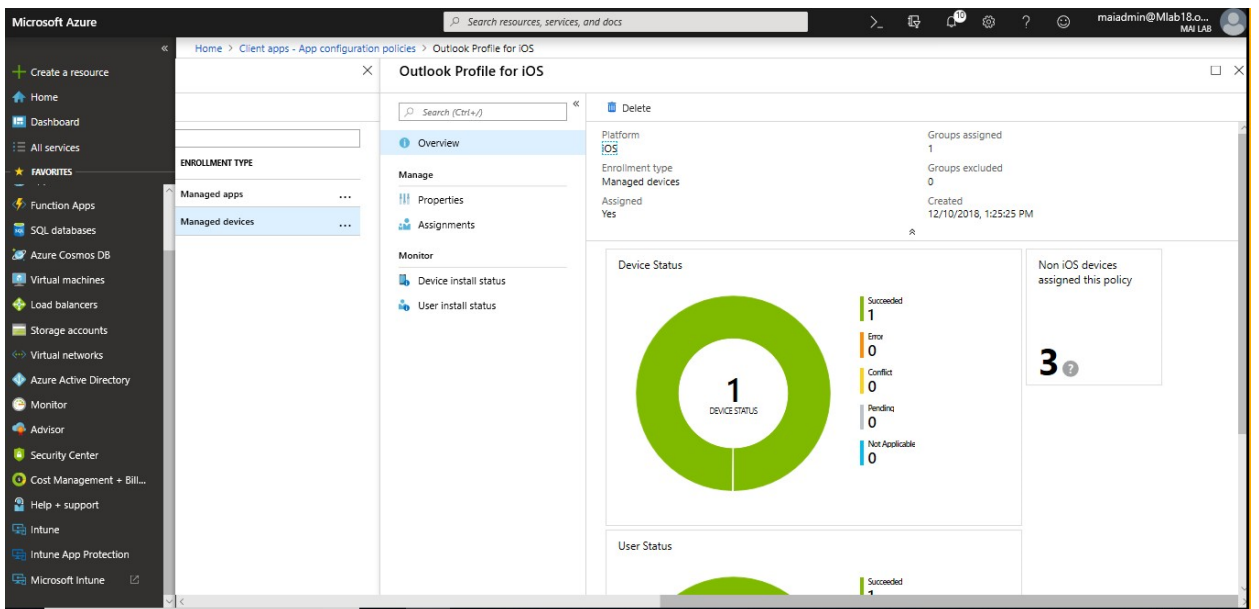 Microsoft Azure
Search resources, services, and docs
10
maiadmin@Mlab18.o...
MAI LAB
Home > Client apps - App configuration policies > Outlook Profile for iOS
Create a resource
Home
Dashboard
All services
FAVORITES
Function Apps
SQL databases
Azure Cosmos DB
Virtual machines
Load balancers
Storage accounts
Virtual networks
Azure Active Directory
Monitor
Advisor
Security Center
Cost Management + Bill...
Help + support
Intune
Intune App Protection
Microsoft Intune
ENROLLMENT TYPE
Managed apps ...
Managed devices ...
Outlook Profile for iOS
Search (Ctrl+/)
Overview
Manage
Properties
Assignments
Monitor
Device install status
User install status
Delete
Platform
iOS
Enrollment type
Managed devices
Assigned
Yes
Groups assigned
1
Groups excluded
0
Created
12/10/2018, 1:25:25 PM
Device Status
1
DEVICE STATUS
Succeeded
1
Error
0
Conflict
0
Pending
0
Not Applicable
0
Non iOS devices
assigned this policy
3
User Status
Succeeded